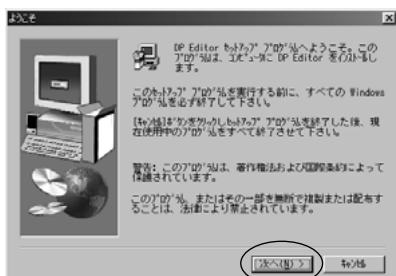 ようこそ
DP Editor ｾｯﾄｱｯﾌﾟ ﾌﾟﾛｸﾞﾗﾑへようこそ。この
ﾌﾟﾛｸﾞﾗﾑは、ｺﾝﾋﾟｭｰﾀに DP Editor をｲﾝｽﾄｰﾙし
ます。
このｾｯﾄｱｯﾌﾟ ﾌﾟﾛｸﾞﾗﾑを実行する前に、すべての Windows
ﾌﾟﾛｸﾞﾗﾑを必ず終了して下さい。
[ｷｬﾝｾﾙ]ﾎﾞﾀﾝをｸﾘｯｸしｾｯﾄｱｯﾌﾟ ﾌﾟﾛｸﾞﾗﾑを終了した後、現
在使用中のﾌﾟﾛｸﾞﾗﾑをすべて終了させて下さい。
警告: このﾌﾟﾛｸﾞﾗﾑは、著作権法および国際条約によって
保護されています。
このﾌﾟﾛｸﾞﾗﾑ、またはその一部を無断で複製または配布す
ることは、法律により禁止されています。
次へ(N) >
ｷｬﾝｾﾙ